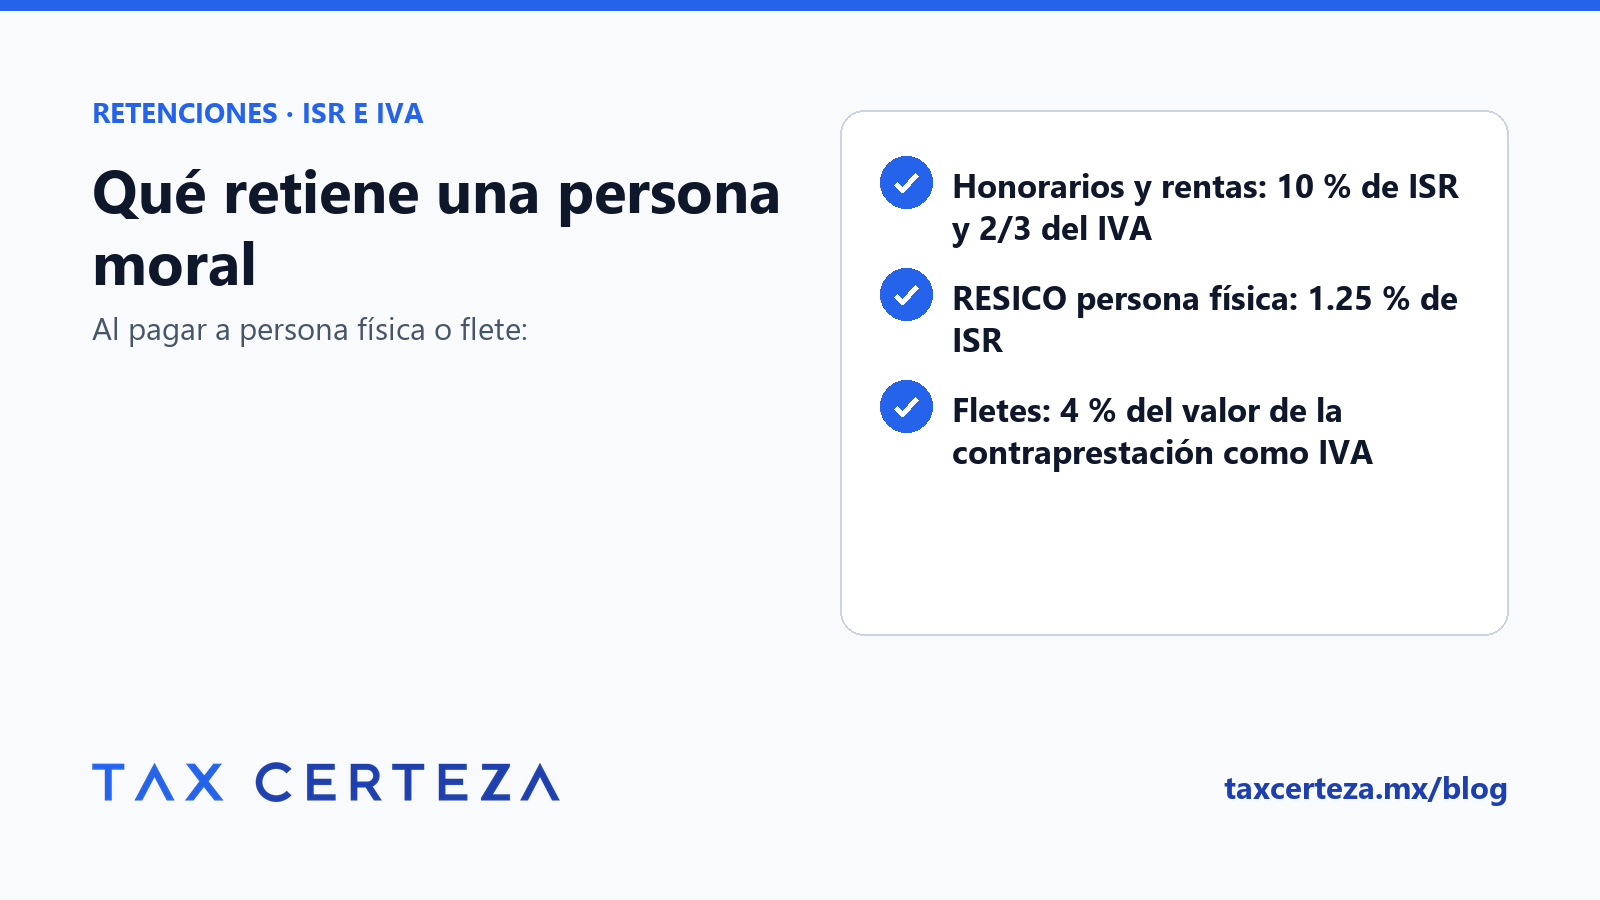 RETENCIONES · ISR E IVA
Qué retiene una persona
moral
Al pagar a persona física o flete:
Honorarios y rentas: 10 % de ISR
y 2/3 del IVA
RESICO persona física: 1.25 % de
ISR
Fletes: 4 % del valor de la
contraprestación como IVA
TAX CERTEZA
taxcerteza.mx/blog